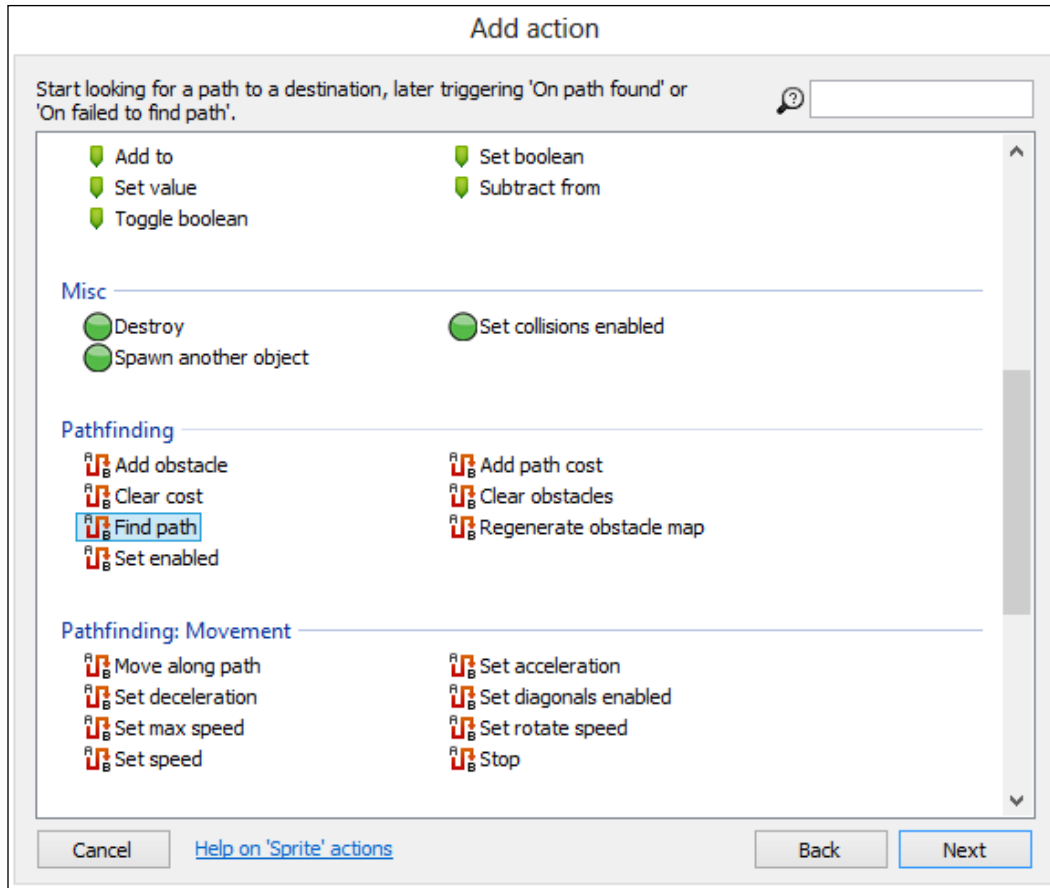 Add action
Start looking for a path to a destination, later triggering 'On path found' or
'On failed to find path'.
Add to
Set boolean
Set value
Subtract from
Toggle boolean
Misc
Destroy
Set collisions enabled
Spawn another object
Pathfinding
Add obstacle
Add path cost
Clear cost
Clear obstacles
Find path
Regenerate obstacle map
Set enabled
Pathfinding: Movement
Move along path
Set acceleration
Set deceleration
Set diagonals enabled
Set max speed
Set rotate speed
Set speed
Stop
Cancel
Help on 'Sprite' actions
Back
Next